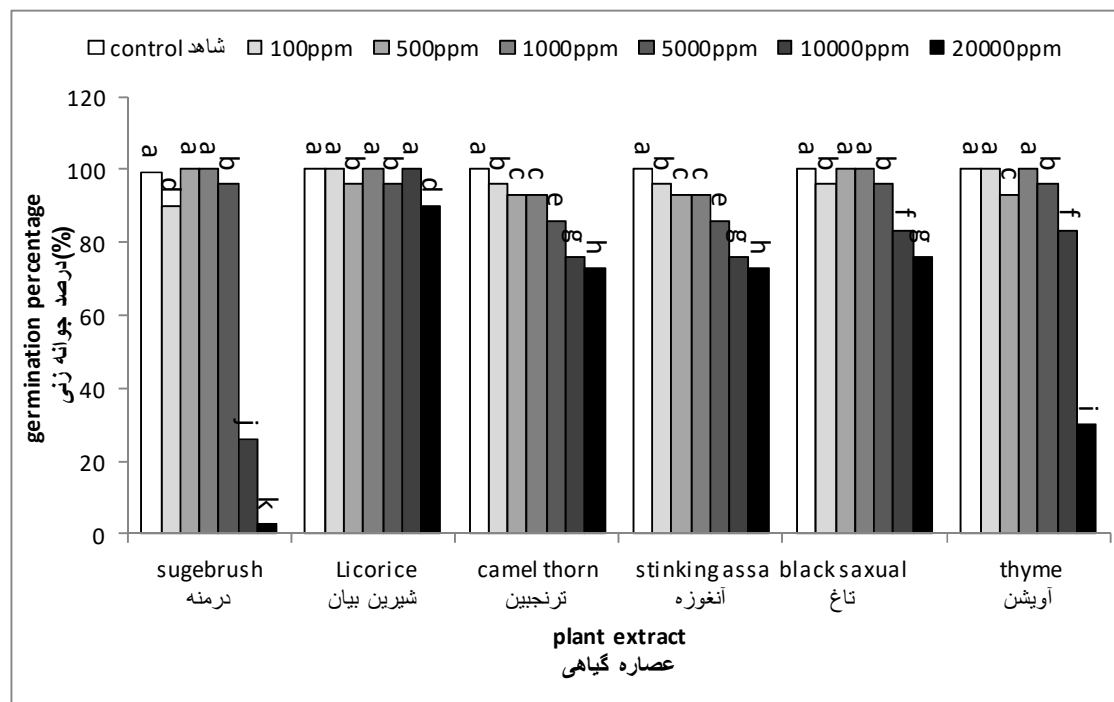 control شاهد 100ppm 500ppm 1000ppm 5000ppm 10000ppm 20000ppm
germination percentage
درصد جوانه زنی(%)
120
100
80
60
40
20
0
a d a a b j k
a a b a b a d
a b c c e g h
a b c c e g h
a b a a b f g
a a c a b f i
sugebrush Licorice camel thorn stinking assa black saxual thyme
درمنه شیرین بیان ترنجبین آنغوزه تاغ آویشن
plant extract
عصاره گیاهی